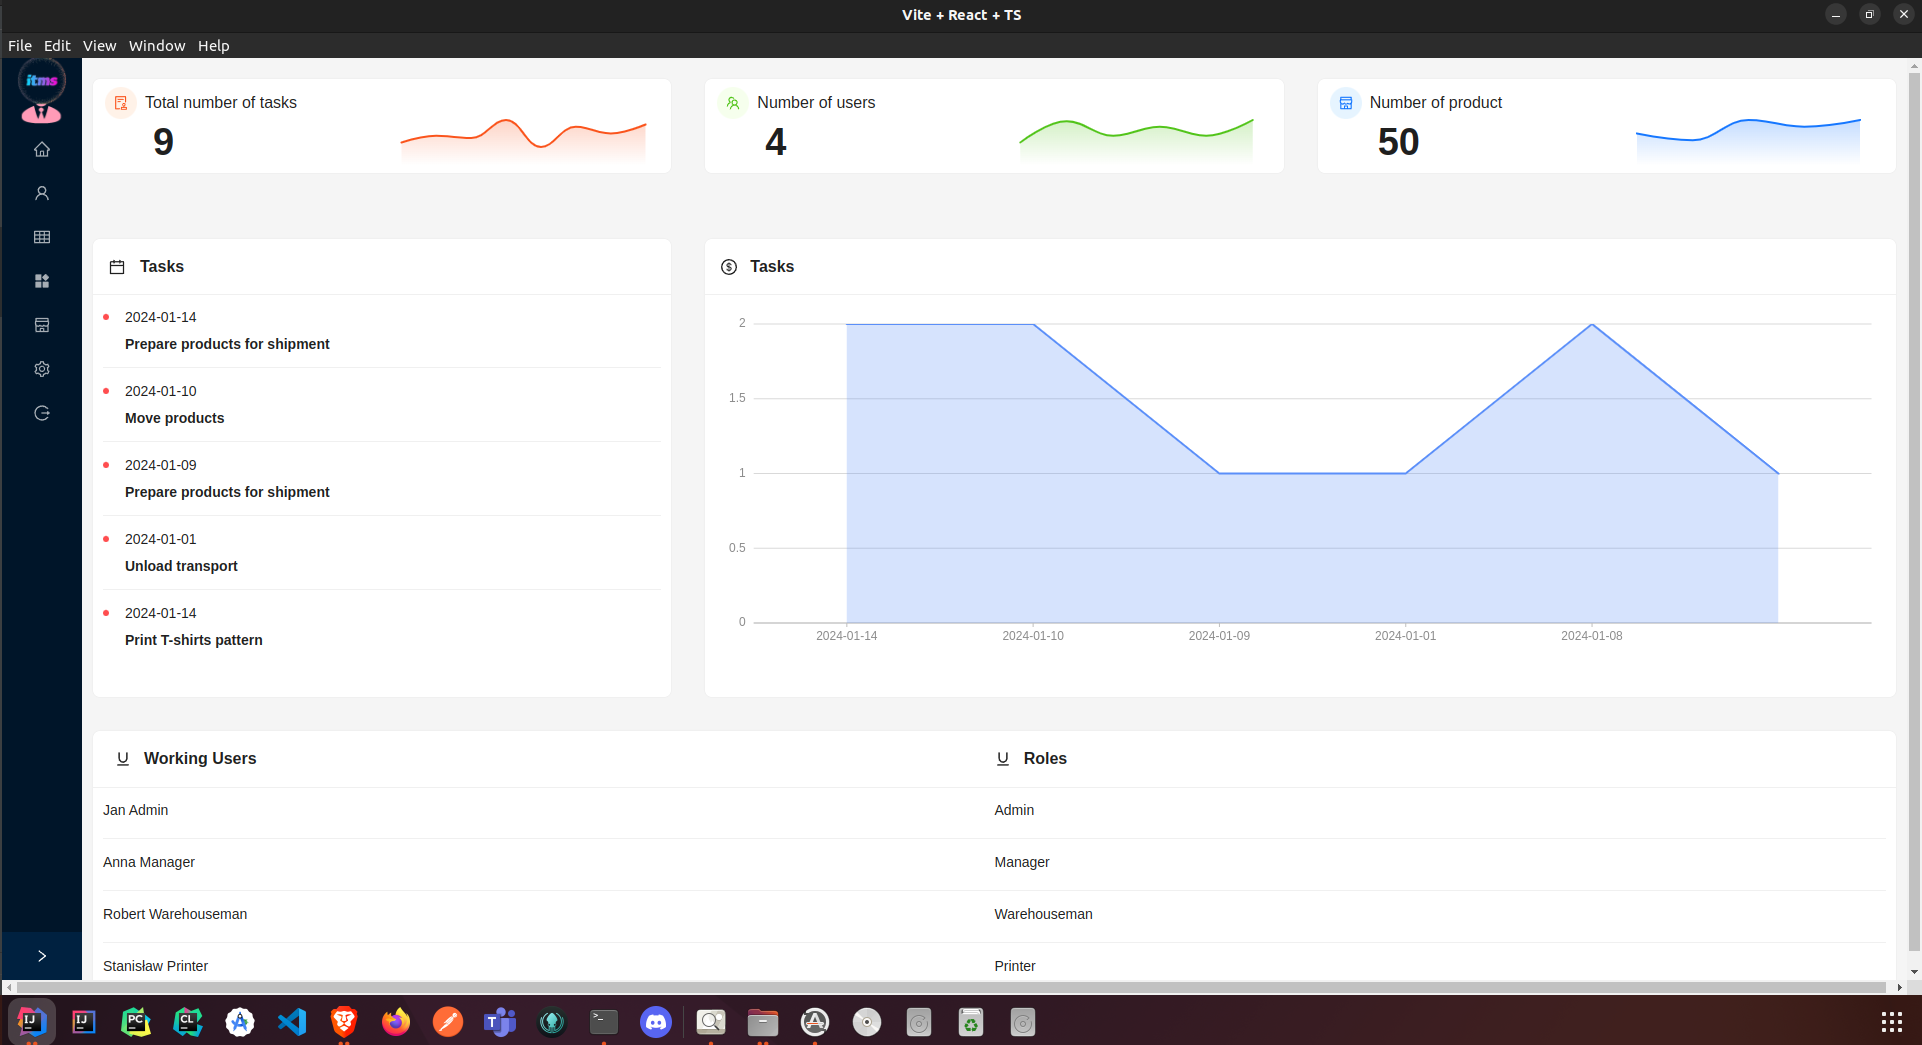 Vite + React + TS
File Edit View Window Help
itms
Total number of tasks
9
Number of users
4
Number of product
50
Tasks
2024-01-14
Prepare products for shipment
2024-01-10
Move products
2024-01-09
Prepare products for shipment
2024-01-01
Unload transport
2024-01-14
Print T-shirts pattern
Tasks
2
1.5
1
0.5
0
2024-01-14 2024-01-10 2024-01-09 2024-01-01 2024-01-08
Working Users Roles
Jan Admin Admin
Anna Manager Manager
Robert Warehouseman Warehouseman
Stanisław Printer Printer
IJ IJ PC CL